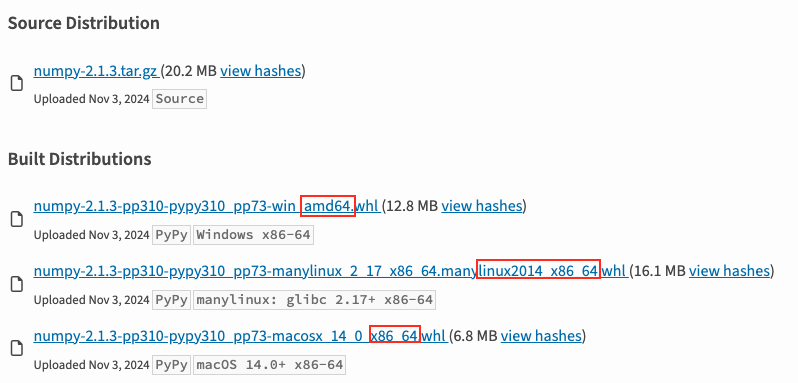 Source Distribution
numpy-2.1.3.tar.gz (20.2 MB view hashes)
Uploaded Nov 3, 2024 Source
Built Distributions
numpy-2.1.3-pp310-pypy310_pp73-win_amd64.whl (12.8 MB view hashes)
Uploaded Nov 3, 2024 PyPy Windows x86-64
numpy-2.1.3-pp310-pypy310_pp73-manylinux_2_17_x86_64.manylinux2014_x86_64.whl (16.1 MB view hashes)
Uploaded Nov 3, 2024 PyPy manylinux: glibc 2.17+ x86-64
numpy-2.1.3-pp310-pypy310_pp73-macosx_14_0_x86_64.whl (6.8 MB view hashes)
Uploaded Nov 3, 2024 PyPy macOS 14.0+ x86-64